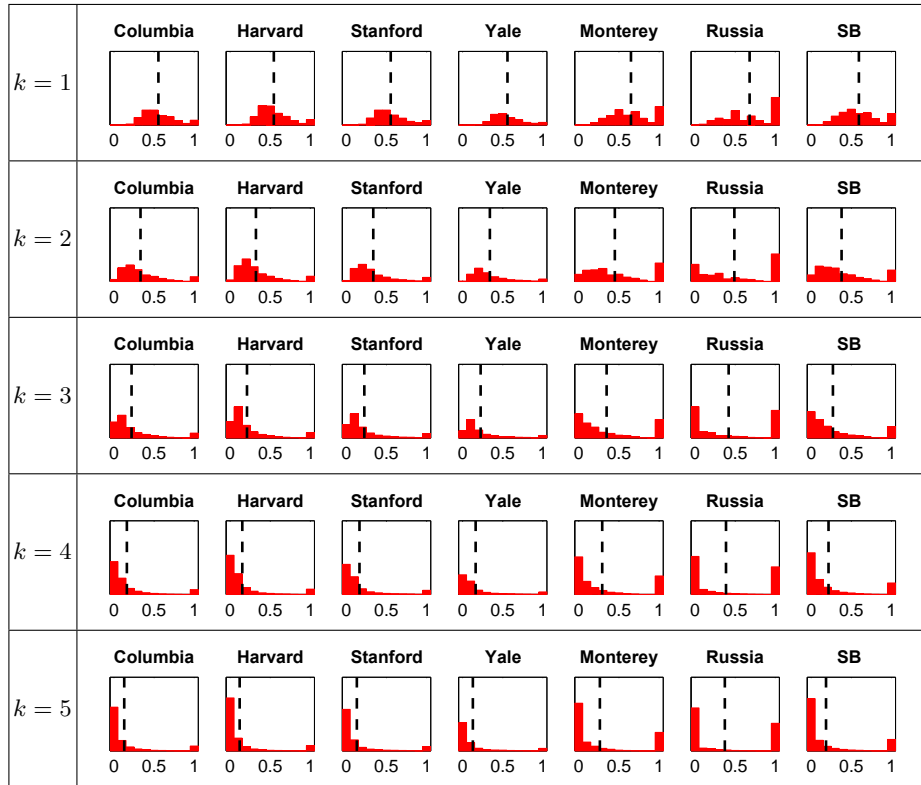 Columbia Harvard Stanford Yale Monterey Russia SB
k = 1
0 0.5 1 0 0.5 1 0 0.5 1 0 0.5 1 0 0.5 1 0 0.5 1 0 0.5 1
Columbia Harvard Stanford Yale Monterey Russia SB
k = 2
0 0.5 1 0 0.5 1 0 0.5 1 0 0.5 1 0 0.5 1 0 0.5 1 0 0.5 1
Columbia Harvard Stanford Yale Monterey Russia SB
k = 3
0 0.5 1 0 0.5 1 0 0.5 1 0 0.5 1 0 0.5 1 0 0.5 1 0 0.5 1
Columbia Harvard Stanford Yale Monterey Russia SB
k = 4
0 0.5 1 0 0.5 1 0 0.5 1 0 0.5 1 0 0.5 1 0 0.5 1 0 0.5 1
Columbia Harvard Stanford Yale Monterey Russia SB
k = 5
0 0.5 1 0 0.5 1 0 0.5 1 0 0.5 1 0 0.5 1 0 0.5 1 0 0.5 1